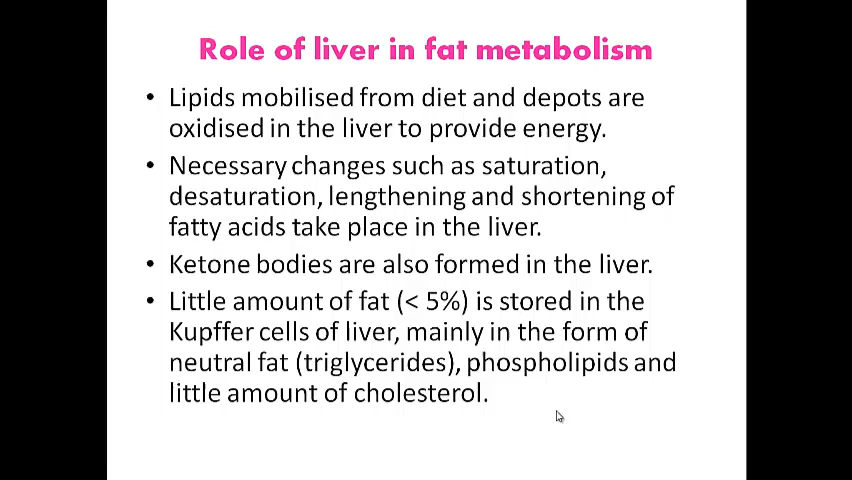 Role of liver in fat metabolism
• Lipids mobilised from diet and depots are
oxidised in the liver to provide energy.
• Necessary changes such as saturation,
desaturation, lengthening and shortening of
fatty acids take place in the liver.
• Ketone bodies are also formed in the liver.
• Little amount of fat (< 5%) is stored in the
Kupffer cells of liver, mainly in the form of
neutral fat (triglycerides), phospholipids and
little amount of cholesterol.